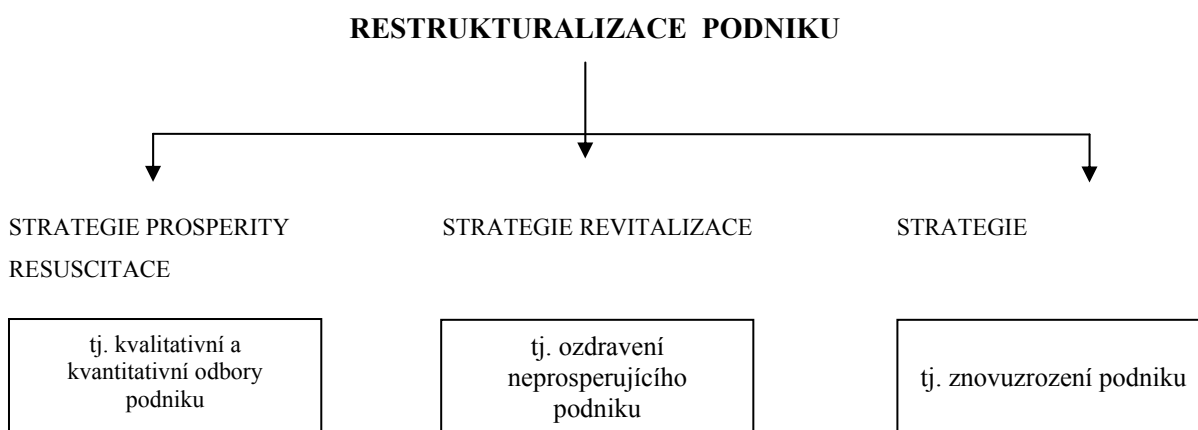 RESTRUKTURALIZACE PODNIKU
STRATEGIE PROSPERITY STRATEGIE REVITALIZACE STRATEGIE
RESUSCITACE
tj. kvalitativní a
kvantitativní odbory
podniku
tj. ozdravení
neprosperujícího
podniku
tj. znovuzrození podniku